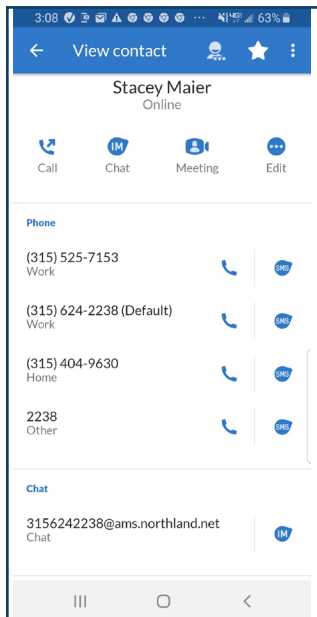 3:08 63%
View contact
Stacey Maier
Online
Call Chat Meeting Edit
IM
Phone
(315) 525-7153
Work
SMS
(315) 624-2238 (Default)
Work
SMS
(315) 404-9630
Home
SMS
2238
Other
SMS
Chat
3156242238@ams.northland.net
Chat
IM